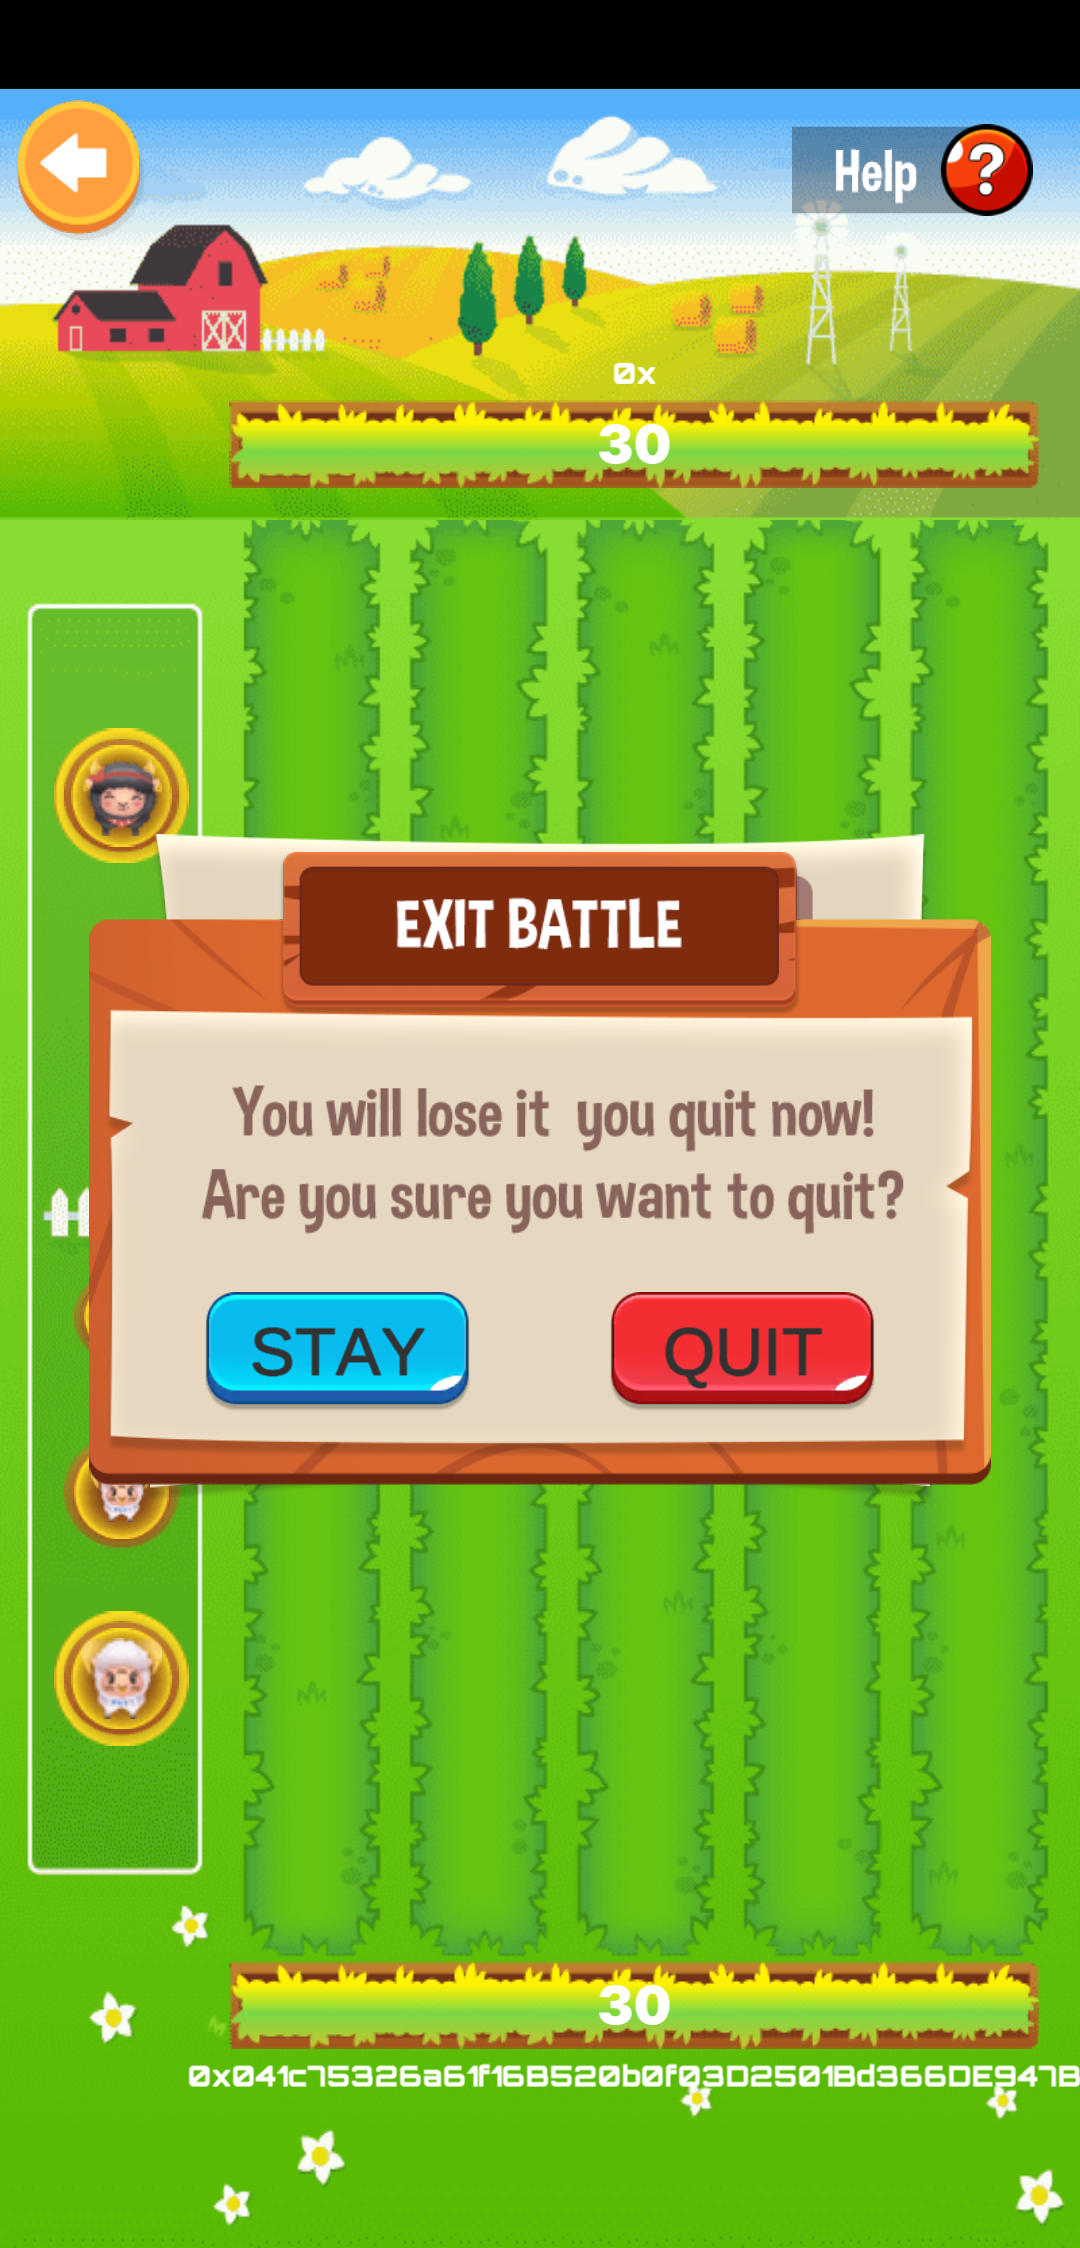 Help
0x
30
EXIT BATTLE
You will lose it you quit now!
Are you sure you want to quit?
STAY
QUIT
30
0x041c75326a61f16B520b0f03D2501Bd366DE947B